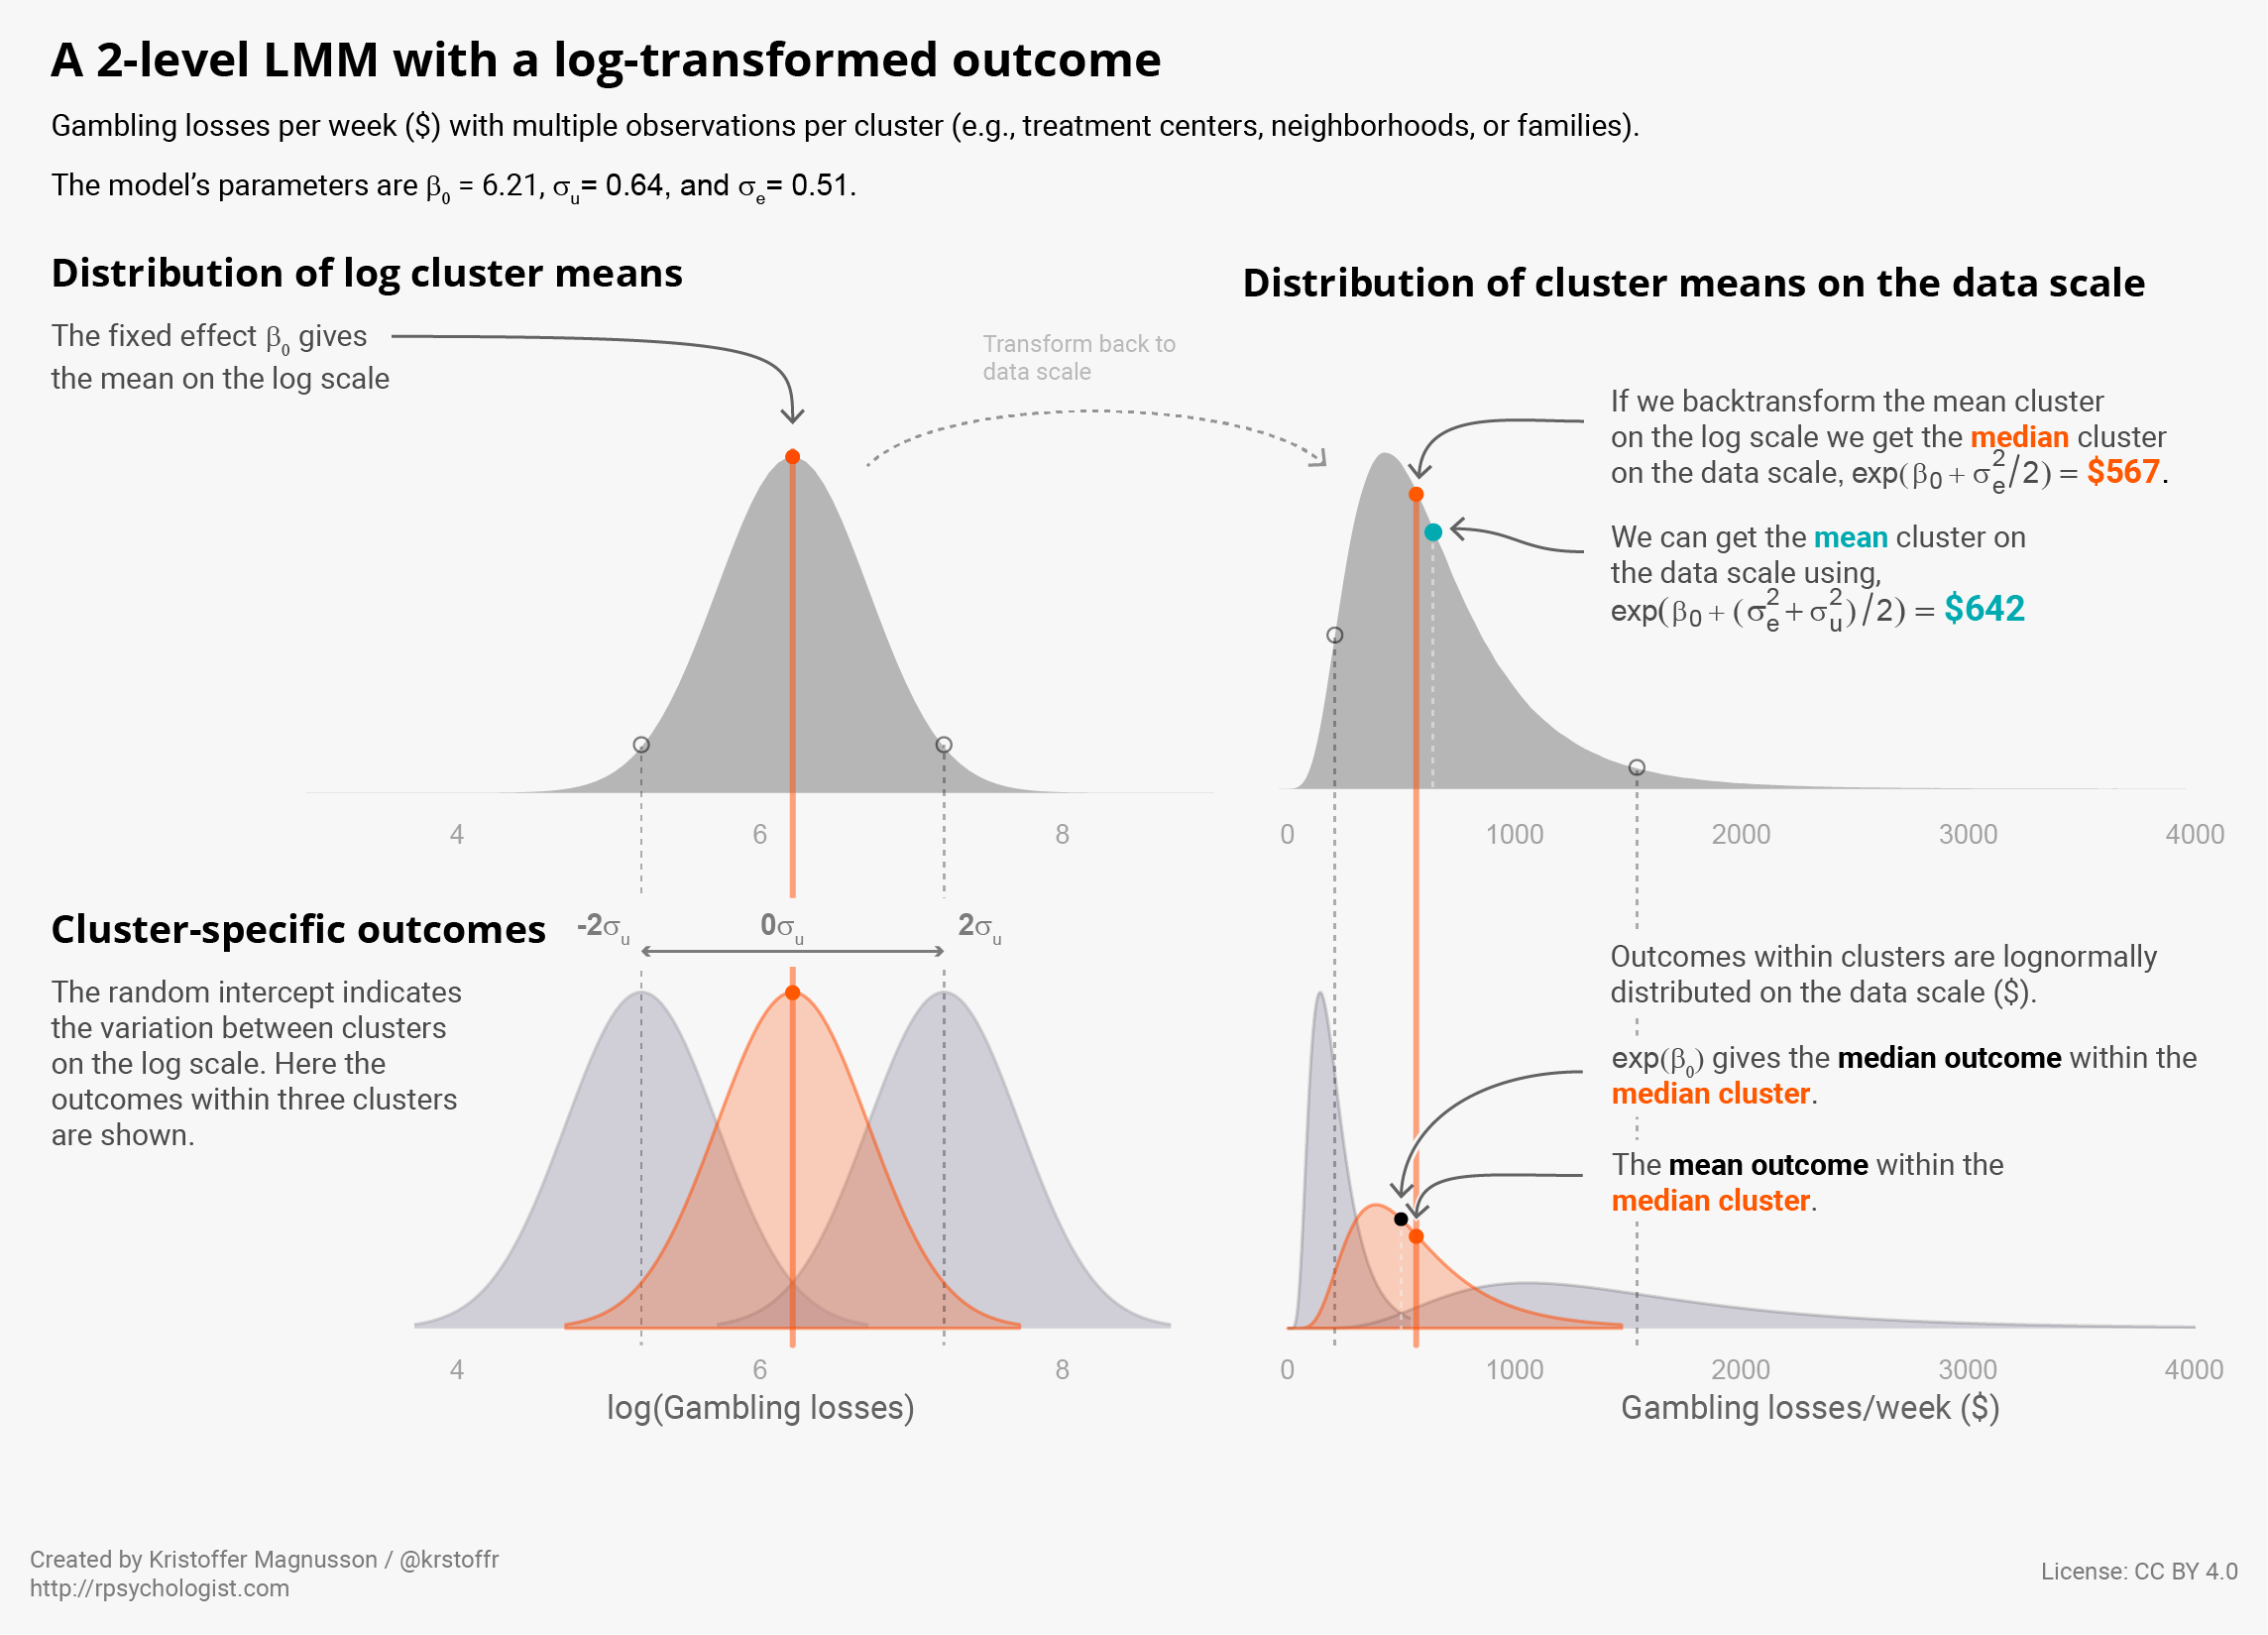 A 2-level LMM with a log-transformed outcome
Gambling losses per week ($) with multiple observations per cluster (e.g., treatment centers, neighborhoods, or families).
The model’s parameters are β₀ = 6.21, σᵤ= 0.64, and σₑ= 0.51.
Distribution of log cluster means
The fixed effect β₀ gives
the mean on the log scale
Transform back to
data scale
Distribution of cluster means on the data scale
If we backtransform the mean cluster
on the log scale we get the median cluster
on the data scale, exp(β₀ + σₑ²/2) = $567.
We can get the mean cluster on
the data scale using,
exp(β₀ + (σₑ² + σᵤ²)/2) = $642
4 6 8
0 1000 2000 3000 4000
Cluster-specific outcomes
-2σᵤ 0σᵤ 2σᵤ
The random intercept indicates
the variation between clusters
on the log scale. Here the
outcomes within three clusters
are shown.
Outcomes within clusters are lognormally
distributed on the data scale ($).
exp(β₀) gives the median outcome within the
median cluster.
The mean outcome within the
median cluster.
4 6 8
log(Gambling losses)
0 1000 2000 3000 4000
Gambling losses/week ($)
Created by Kristoffer Magnusson / @krstoffr
http://rpsychologist.com
License: CC BY 4.0